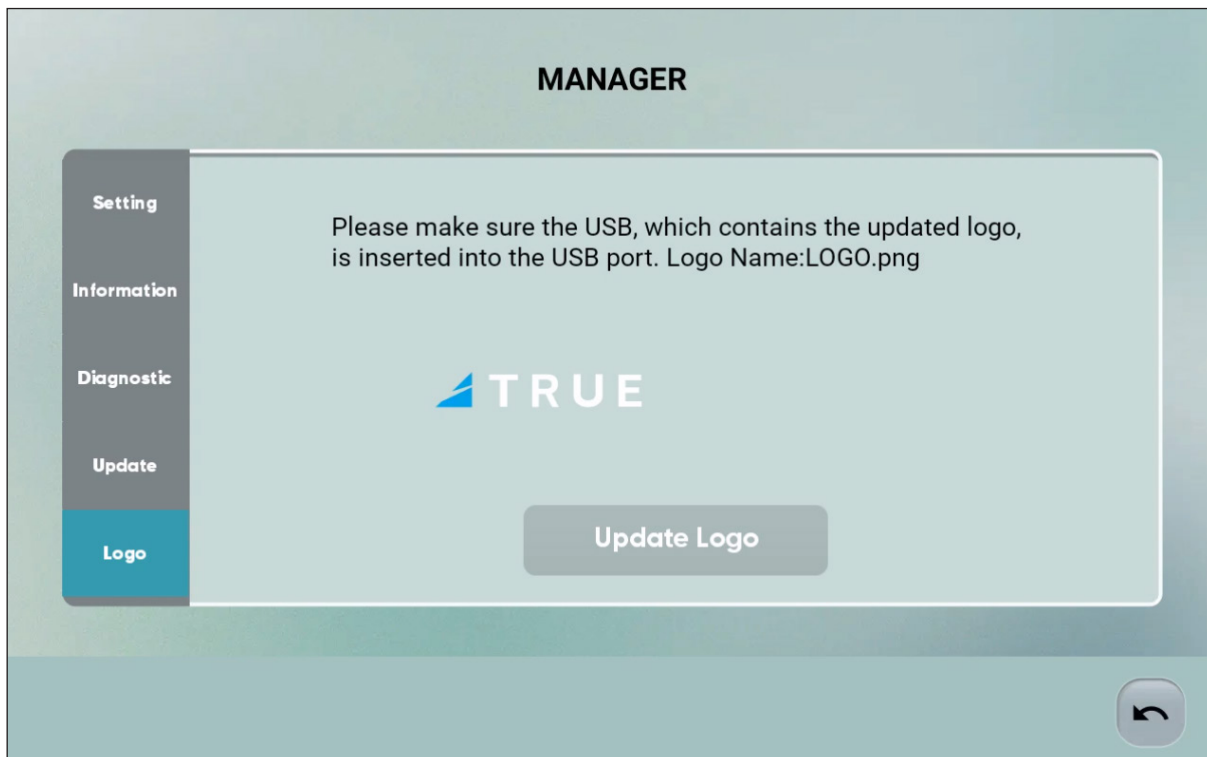 MANAGER
Setting
Information
Diagnostic
Update
Logo
Please make sure the USB, which contains the updated logo,
is inserted into the USB port. Logo Name:LOGO.png
TRUE
Update Logo